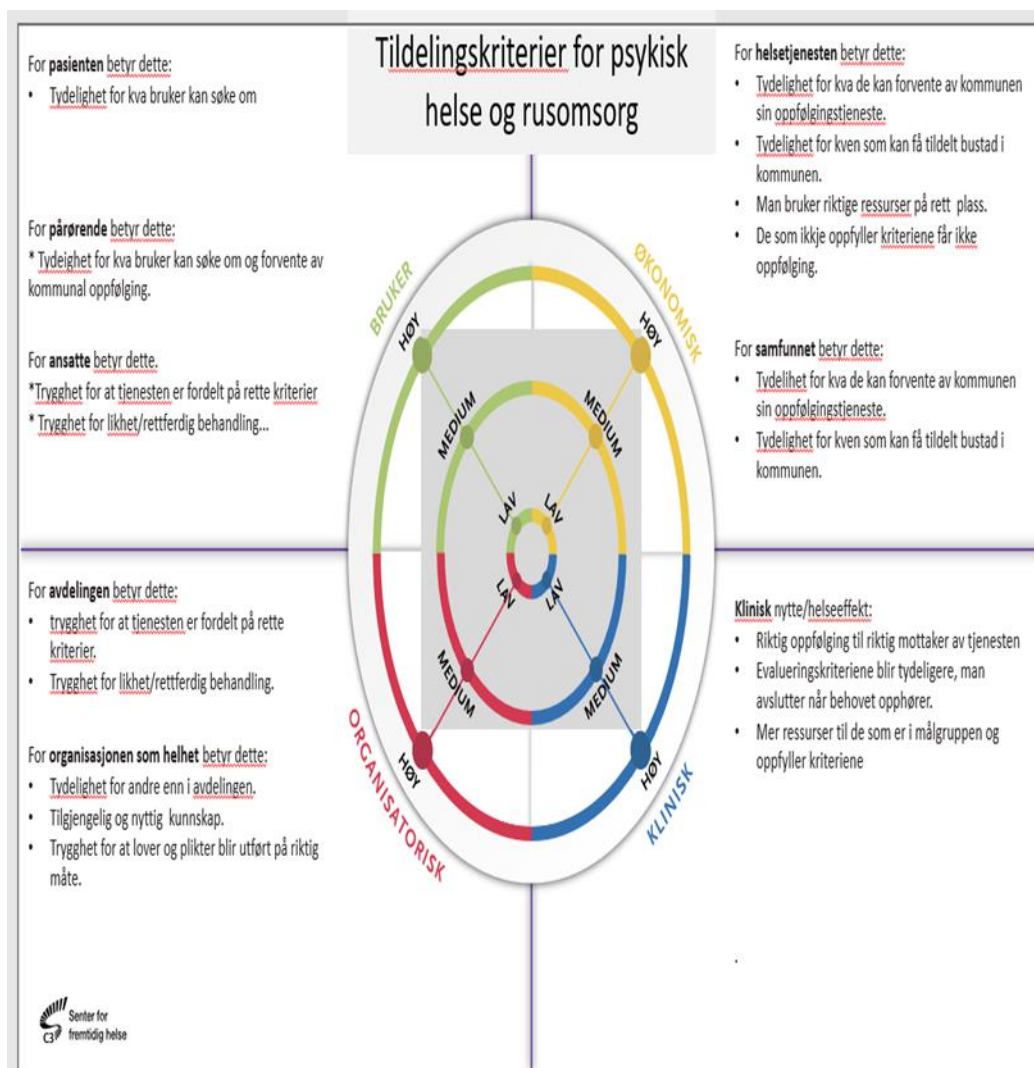 Tildelingskriterier for psykisk
helse og rusomsorg
For pasienten betyr dette:
• Tydelighet for kva bruker kan søke om
For pårørende betyr dette:
* Tydeighet for kva bruker kan søke om og forvente av
kommunal oppfølging.
For ansatte betyr dette.
*Trygghet for at tjenesten er fordelt på rette kriterier
* Trygghet for likhet/rettferdig behandling...
For helsetjenesten betyr dette:
• Tydelighet for kva de kan forvente av kommunen
sin oppfølgingstjeneste.
• Tydelighet for kven som kan få tildelt bustad i
kommunen.
• Man bruker riktige ressurser på rett plass.
• De som ikkje oppfyller kriteriene får ikke
oppfølging.
For samfunnet betyr dette:
• Tydelihet for kva de kan forvente av kommunen
sin oppfølgingstjeneste.
• Tydelighet for kven som kan få tildelt bustad i
kommunen.
BRUKER
HØY
MEDIUM
LAV
ØKONOMISK
HØY
MEDIUM
LAV
ORGANISATORISK
HØY
MEDIUM
LAV
KLINISK
HØY
MEDIUM
LAV
For avdelingen betyr dette:
• trygghet for at tjenesten er fordelt på rette
kriterier.
• Trygghet for likhet/rettferdig behandling.
For organisasjonen som helhet betyr dette:
• Tydelighet for andre enn i avdelingen.
• Tilgjengelig og nyttig kunnskap.
• Trygghet for at lover og plikter blir utført på riktig
måte.
Klinisk nytte/helseeffekt:
• Riktig oppfølging til riktig mottaker av tjenesten
• Evalueringskriteriene blir tydeligere, man
avslutter når behovet opphører.
• Mer ressurser til de som er i målgruppen og
oppfyller kriteriene
.
C3 Senter for
fremtidig helse